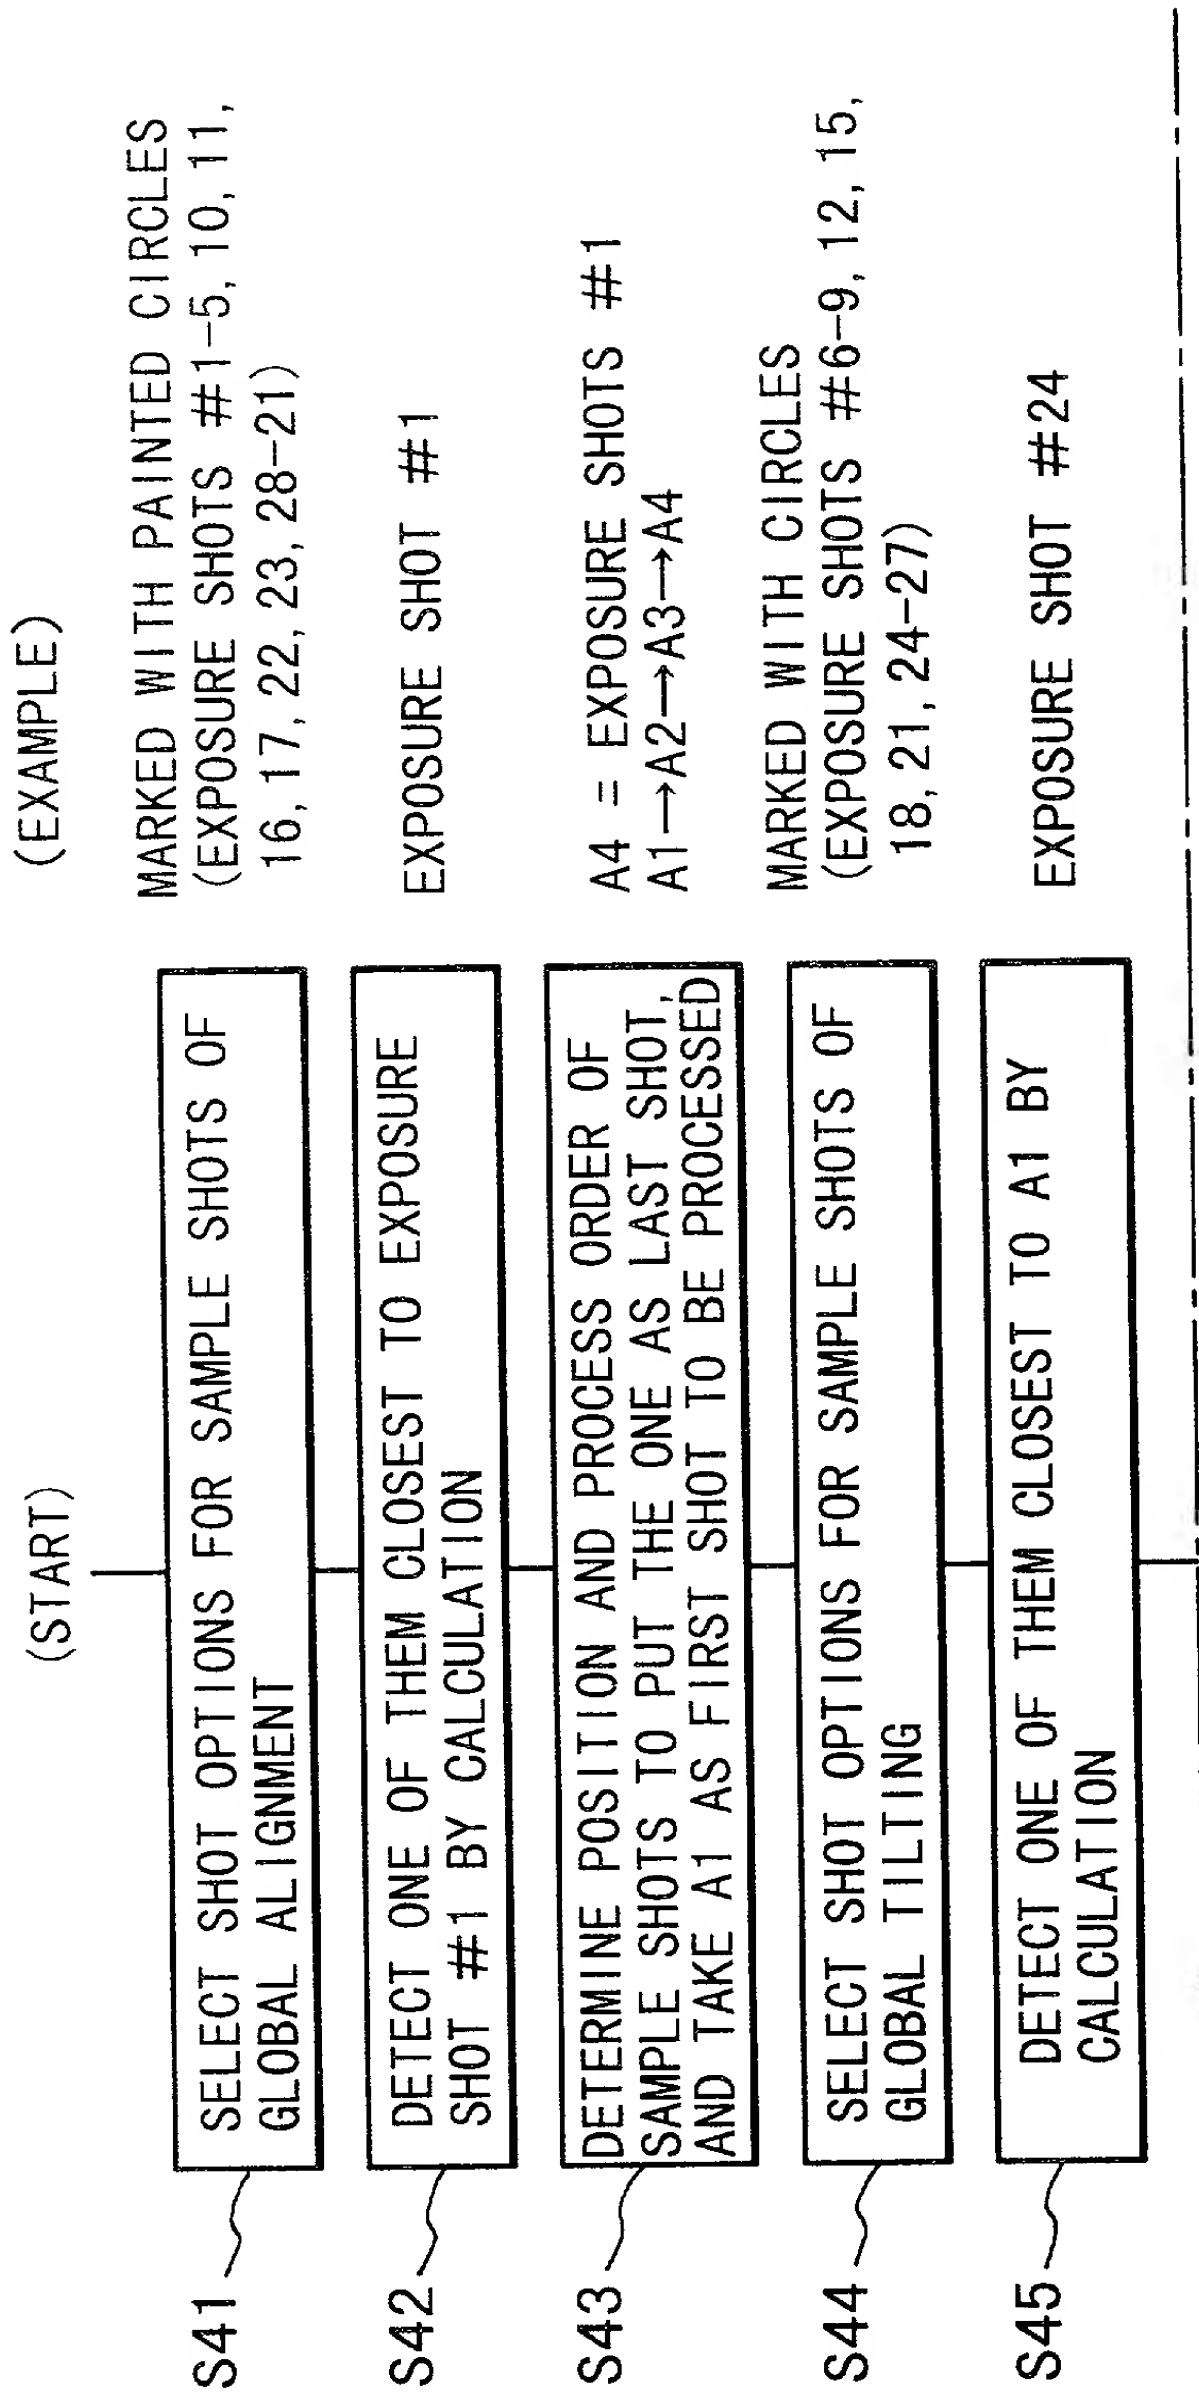 (START)
(EXAMPLE)
S41
SELECT SHOT OPTIONS FOR SAMPLE SHOTS OF
GLOBAL ALIGNMENT
MARKED WITH PAINTED CIRCLES
(EXPOSURE SHOTS #1-5, 10, 11,
16, 17, 22, 23, 28-21)
S42
DETECT ONE OF THEM CLOSEST TO EXPOSURE
SHOT #1 BY CALCULATION
EXPOSURE SHOT #1
S43
DETERMINE POSITION AND PROCESS ORDER OF
SAMPLE SHOTS TO PUT THE ONE AS LAST SHOT,
AND TAKE A1 AS FIRST SHOT TO BE PROCESSED
A4 = EXPOSURE SHOTS #1
A1→A2→A3→A4
S44
SELECT SHOT OPTIONS FOR SAMPLE SHOTS OF
GLOBAL TILTING
MARKED WITH CIRCLES
(EXPOSURE SHOTS #6-9, 12, 15,
18, 21, 24-27)
S45
DETECT ONE OF THEM CLOSEST TO A1 BY
CALCULATION
EXPOSURE SHOT #24